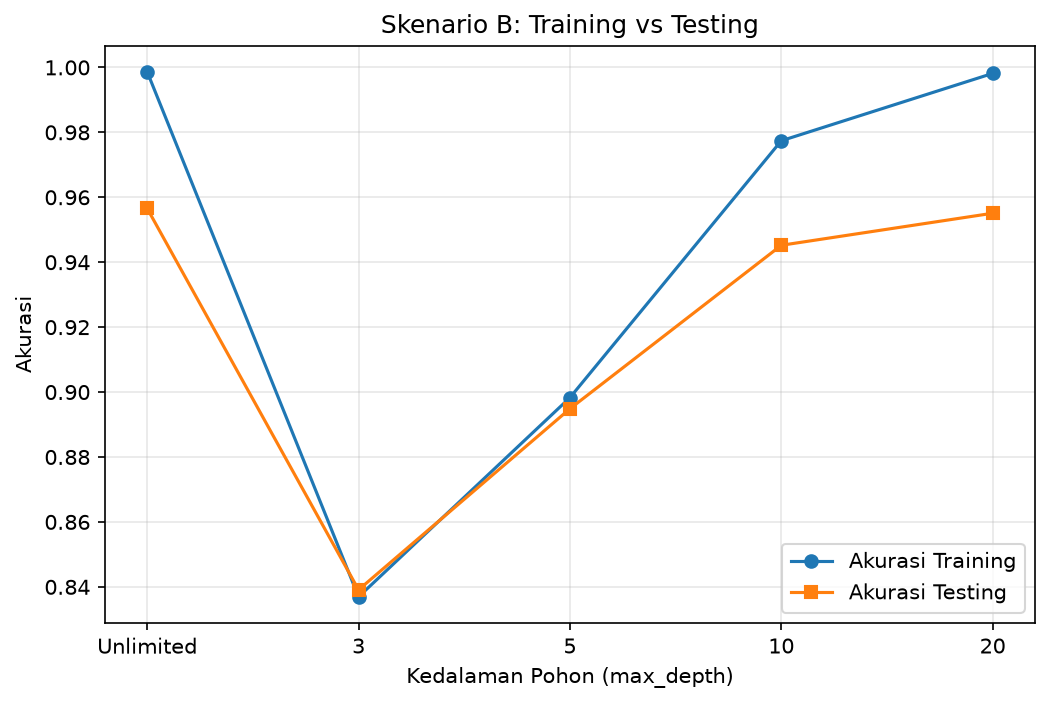 Skenario B: Training vs Testing
Akurasi
1.00
0.98
0.96
0.94
0.92
0.90
0.88
0.86
0.84
Unlimited 3 5 10 20
Kedalaman Pohon (max_depth)
Akurasi Training
Akurasi Testing